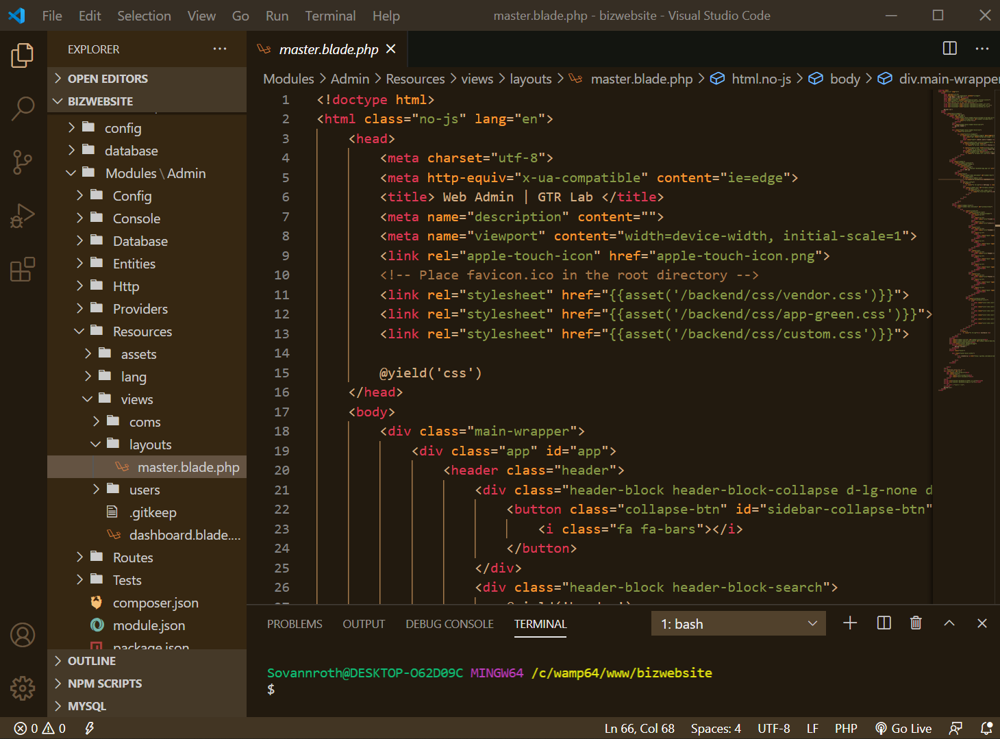 File Edit Selection View Go Run Terminal Help master.blade.php - bizwebsite - Visual Studio Code
EXPLORER
OPEN EDITORS
BIZWEBSITE
config
database
Modules \ Admin
Config
Console
Database
Entities
Http
Providers
Resources
assets
lang
views
coms
layouts
master.blade.php
users
.gitkeep
dashboard.blade....
Routes
Tests
composer.json
module.json
package.json
OUTLINE
NPM SCRIPTS
MYSQL
master.blade.php
Modules > Admin > Resources > views > layouts > master.blade.php > html.no-js > body > div.main-wrapper
1 <!doctype html>
2 <html class="no-js" lang="en">
3 <head>
4 <meta charset="utf-8">
5 <meta http-equiv="x-ua-compatible" content="ie=edge">
6 <title> Web Admin | GTR Lab </title>
7 <meta name="description" content="">
8 <meta name="viewport" content="width=device-width, initial-scale=1">
9 <link rel="apple-touch-icon" href="apple-touch-icon.png">
10 <!-- Place favicon.ico in the root directory -->
11 <link rel="stylesheet" href="{{asset('/backend/css/vendor.css')}}">
12 <link rel="stylesheet" href="{{asset('/backend/css/app-green.css')}}">
13 <link rel="stylesheet" href="{{asset('/backend/css/custom.css')}}">
14
15 @yield('css')
16 </head>
17 <body>
18 <div class="main-wrapper">
19 <div class="app" id="app">
20 <header class="header">
21 <div class="header-block header-block-collapse d-lg-none d
22 <button class="collapse-btn" id="sidebar-collapse-btn"
23 <i class="fa fa-bars"></i>
24 </button>
25 </div>
26 <div class="header-block header-block-search">
PROBLEMS OUTPUT DEBUG CONSOLE TERMINAL 1: bash
Sovannroth@DESKTOP-O62D09C MINGW64 /c/wamp64/www/bizwebsite
$
0 0 Ln 66, Col 68 Spaces: 4 UTF-8 LF PHP Go Live